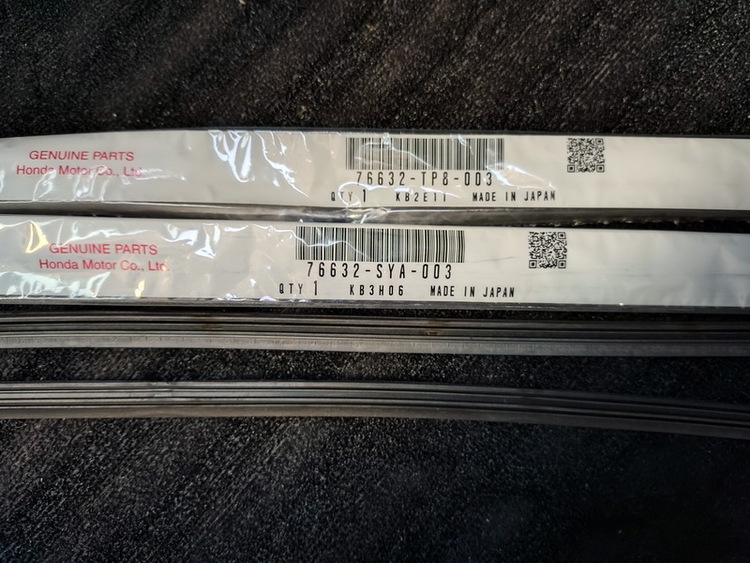 GENUINE PARTS
Honda Motor Co., Ltd.
76632-TP8-003
QTY 1 KB2E11 MADE IN JAPAN
GENUINE PARTS
Honda Motor Co., Ltd.
76632-SYA-003
QTY 1 KB3H06 MADE IN JAPAN